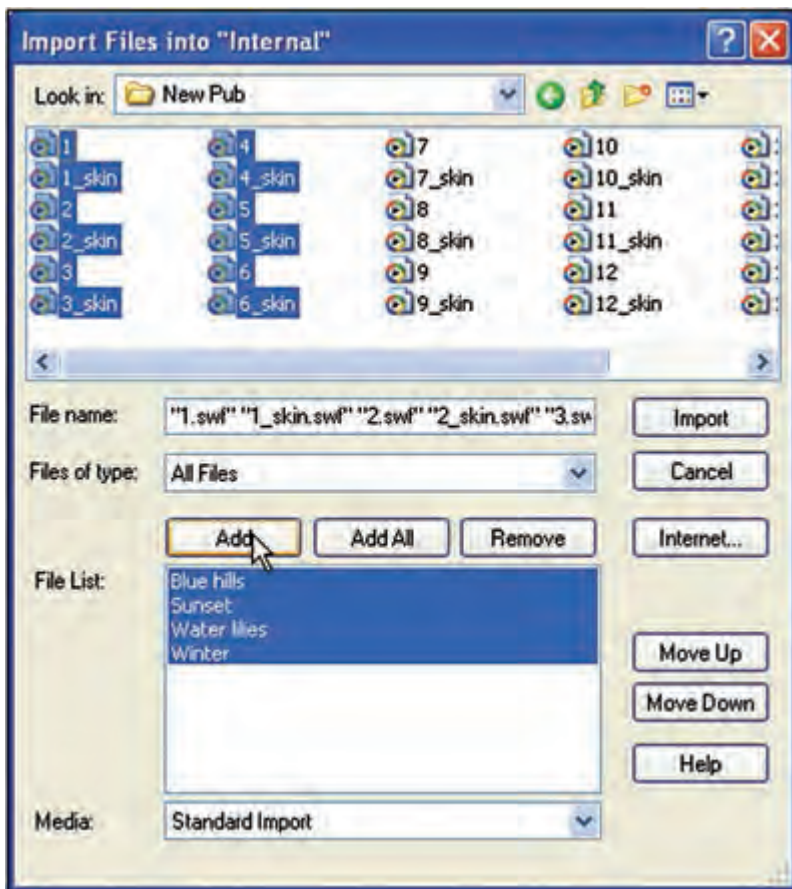 Import Files into "Internal"
Look in: New Pub
1 4 7 10
1_skin 4_skin 7_skin 10_skin
2 5 8 11
2_skin 5_skin 8_skin 11_skin
3 6 9 12
3_skin 6_skin 9_skin 12_skin
File name: "1.swf" "1_skin.swf" "2.swf" "2_skin.swf" "3.sw Import
Files of type: All Files Cancel
Add Add All Remove Internet...
File List: Blue hills
Sunset
Water lilies
Winter
Move Up
Move Down
Help
Media: Standard Import